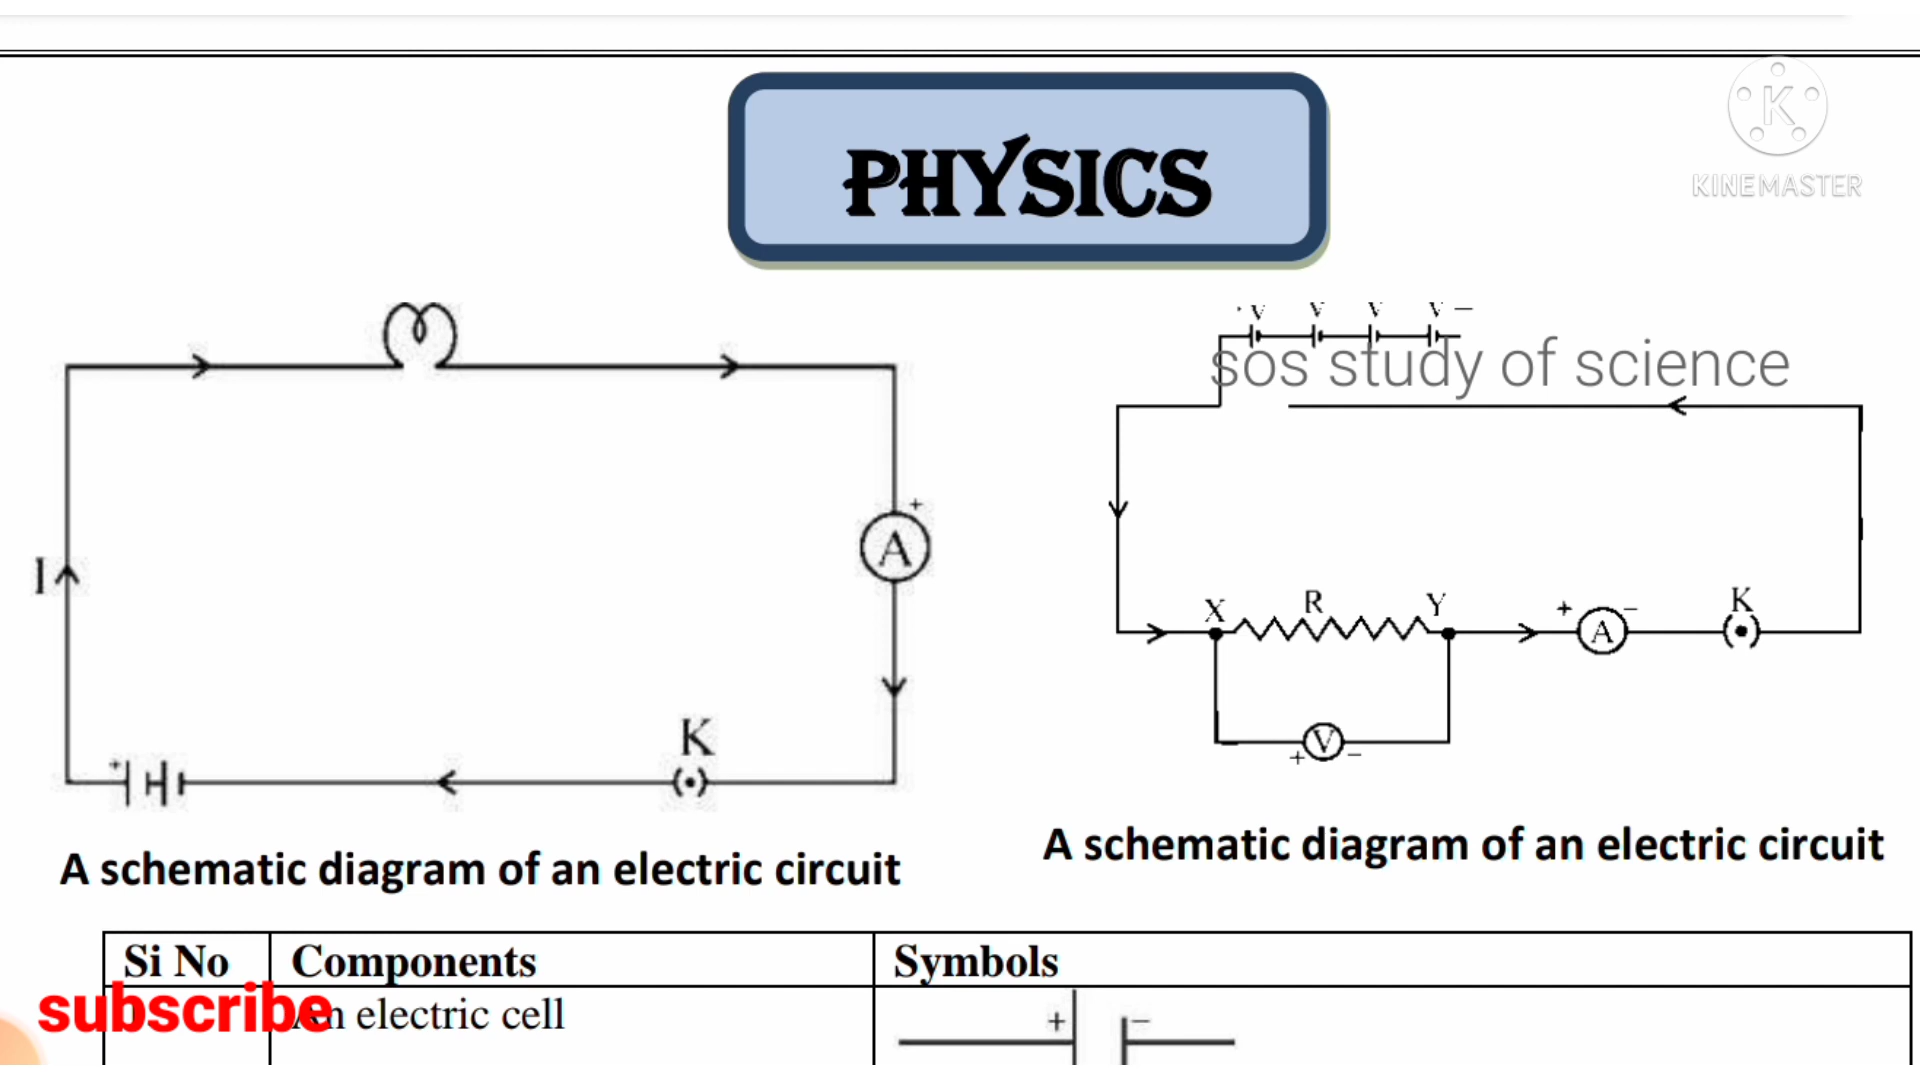 PHYSICS
K
KINEMASTER
V V V V −
sos study of science
I
+
A
K
+
X R Y + A − K
+ V −
A schematic diagram of an electric circuit
A schematic diagram of an electric circuit
Si No Components Symbols
subscribe
An electric cell
+ −